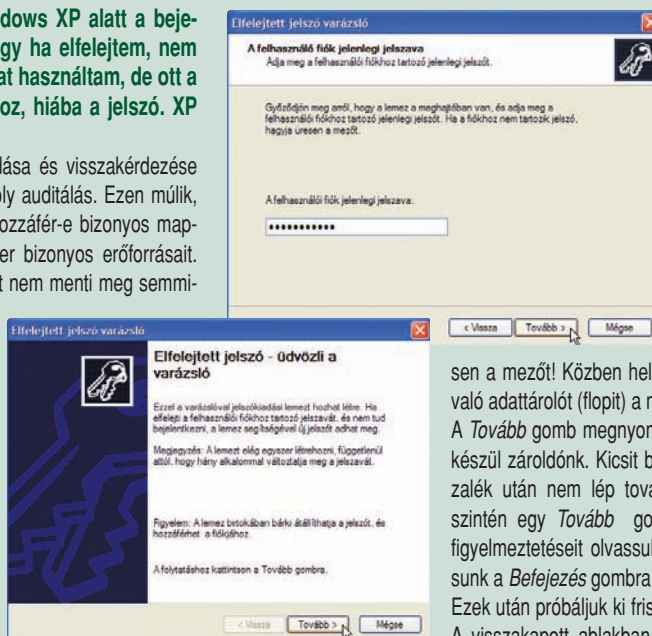 dows XP alatt a beje-
gy ha elfelejtem, nem
at használtam, de ott a
oz, hiába a jelszó. XP
lása és visszakérdezése
oly auditálás. Ezen múlik,
ozzáfér-e bizonyos map-
er bizonyos erőforrásait.
t nem menti meg semmi-
Elfelejtett jelszó varázsló
A felhasználó fiók jelenlegi jelszava
Adja meg a felhasználói fiókhoz tartozó jelenlegi jelszót.
Győződjön meg arról, hogy a lemez a meghajtóban van, és adja meg a
felhasználói fiókhoz tartozó jelenlegi jelszót. Ha a fiókhoz nem tartozik jelszó,
hagyja üresen a mezőt.
A felhasználói fiók jelenlegi jelszava:
•••••••••••
< Vissza Tovább > Mégse
Elfelejtett jelszó varázsló
Elfelejtett jelszó - üdvözli a
varázsló
Ezzel a varázslóval jelszókiadási lemezt hozhat létre. Ha
elfelejti a felhasználói fiókhoz tartozó jelszavát, és nem tud
bejelentkezni, a lemez segítségével új jelszót adhat meg.
Megjegyzés: A lemezt elég egyszer létrehozni, függetlenül
attól, hogy hány alkalommal változtatja meg a jelszavát.
Figyelem: A lemez birtokában bárki átállíthatja a jelszót, és
hozzáférhet a fiókjához.
A folytatáshoz kattintson a Tovább gombra.
< Vissza Tovább > Mégse
sen a mezőt! Közben hel
való adattárolót (flopit) a m
A Tovább gomb megnyom
készül zároldónk. Kicsit b
zalék után nem lép tova
szintén egy Tovább go
figyelmeztetéseit olvassul
sunk a Befejezés gombra
Ezek után próbáljuk ki fris
A visszakapott ablakban